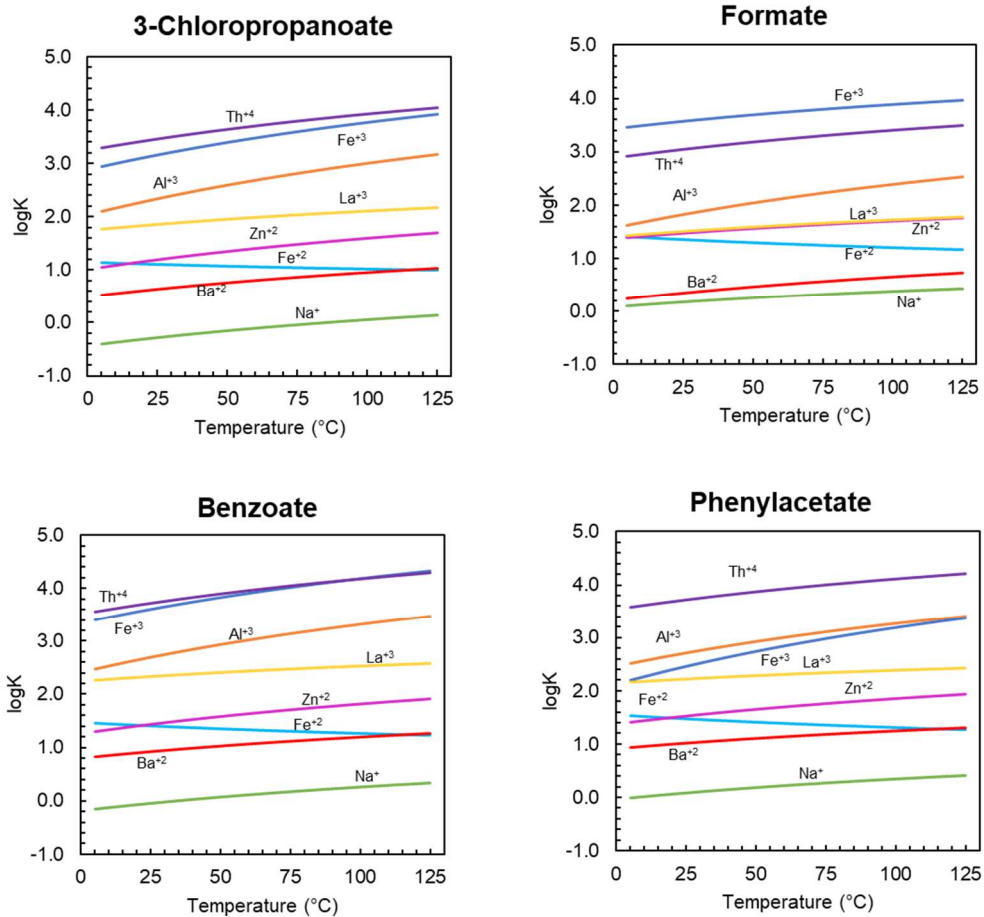 3-Chloropropanoate
5.0
4.0
3.0
2.0
1.0
0.0
-1.0
logK
Th+4
Fe+3
Al+3
La+3
Zn+2
Fe+2
Ba+2
Na+
0 25 50 75 100 125
Temperature (°C)
Formate
5.0
4.0
3.0
2.0
1.0
0.0
-1.0
logK
Fe+3
Th+4
Al+3
La+3
Zn+2
Fe+2
Ba+2
Na+
0 25 50 75 100 125
Temperature (°C)
Benzoate
5.0
4.0
3.0
2.0
1.0
0.0
-1.0
logK
Th+4
Fe+3
Al+3
La+3
Zn+2
Fe+2
Ba+2
Na+
0 25 50 75 100 125
Temperature (°C)
Phenylacetate
5.0
4.0
3.0
2.0
1.0
0.0
-1.0
logK
Th+4
Al+3
Fe+3
La+3
Fe+2
Zn+2
Ba+2
Na+
0 25 50 75 100 125
Temperature (°C)